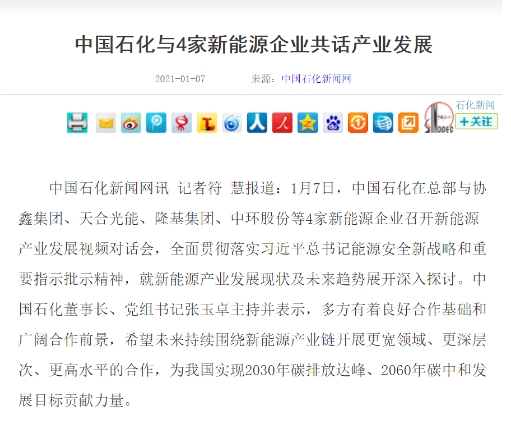 中国石化与4家新能源企业共话产业发展
2021-01-07 来源：中国石化新闻网
石化新闻
+关注
中国石化新闻网讯 记者符 慧报道：1月7日，中国石化在总部与协
鑫集团、天合光能、隆基集团、中环股份等4家新能源企业召开新能源
产业发展视频对话会，全面贯彻落实习近平总书记能源安全新战略和重
要指示批示精神，就新能源产业发展现状及未来趋势展开深入探讨。中
国石化董事长、党组书记张玉卓主持并表示，多方有着良好合作基础和
广阔合作前景，希望未来持续围绕新能源产业链开展更宽领域、更深层
次、更高水平的合作，为我国实现2030年碳排放达峰、2060年碳中和发
展目标贡献力量。